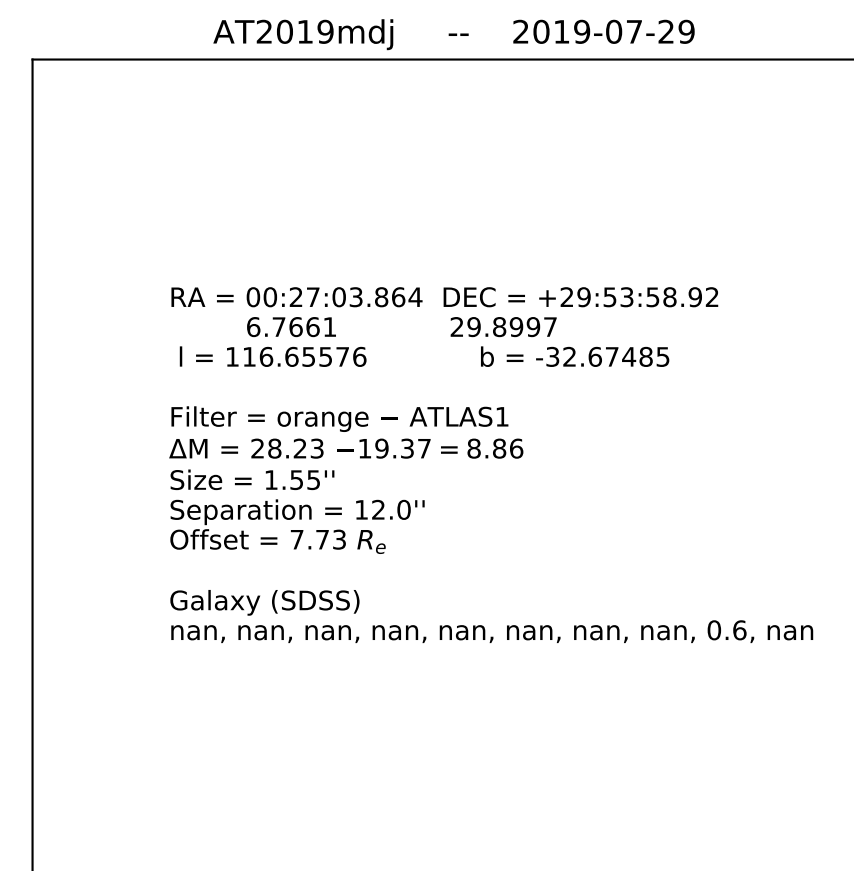 AT2019mdj -- 2019-07-29
RA = 00:27:03.864 DEC = +29:53:58.92
6.7661 29.8997
l = 116.65576 b = -32.67485
Filter = orange − ATLAS1
ΔM = 28.23 −19.37 = 8.86
Size = 1.55''
Separation = 12.0''
Offset = 7.73 Re
Galaxy (SDSS)
nan, nan, nan, nan, nan, nan, nan, nan, 0.6, nan